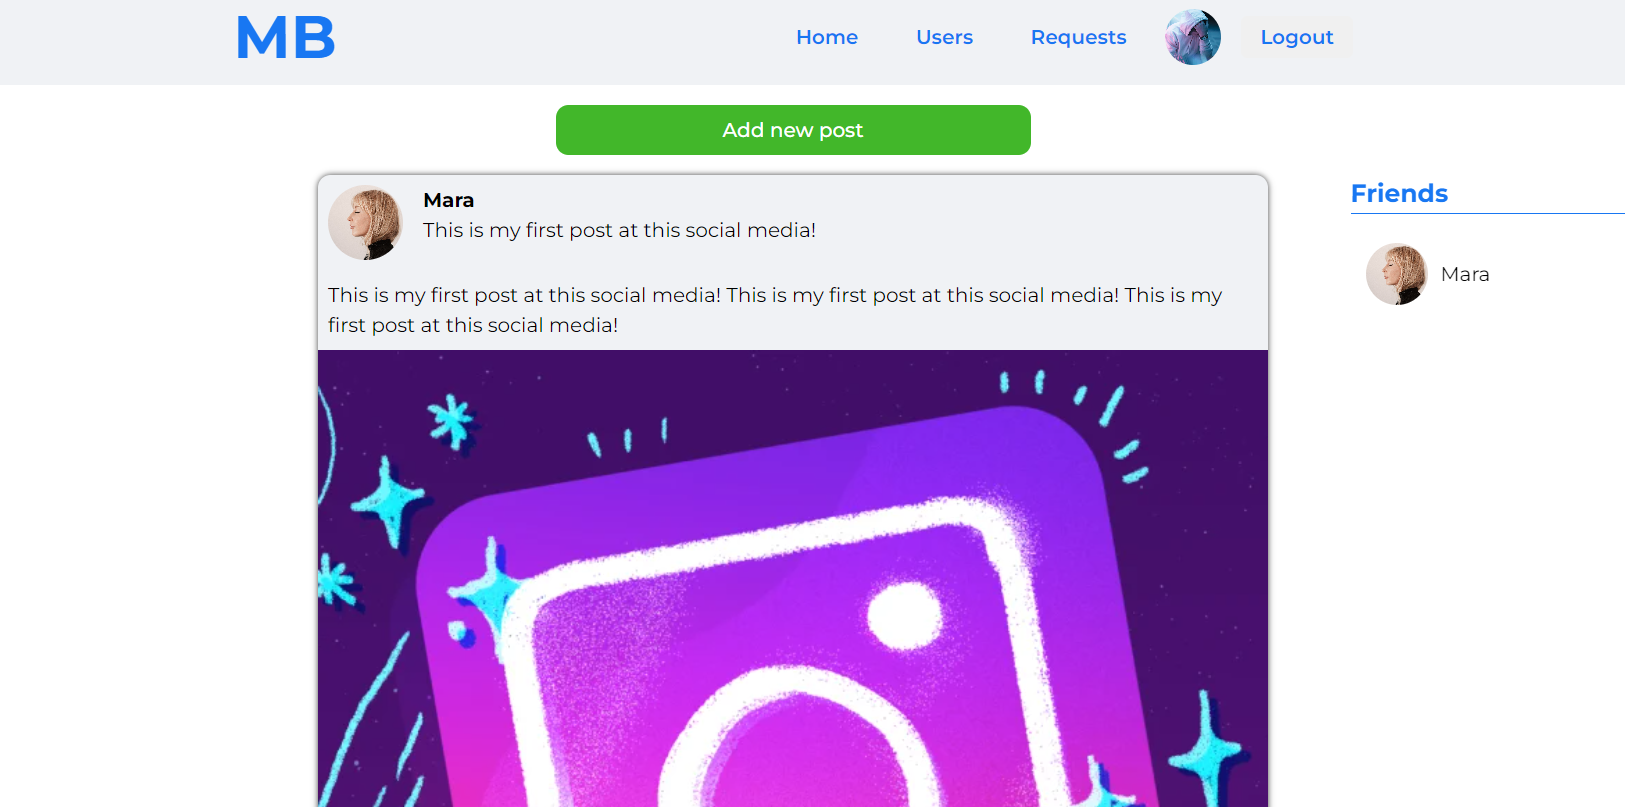 MB
Home Users Requests Logout
Add new post
Mara
This is my first post at this social media!
This is my first post at this social media! This is my first post at this social media! This is my
first post at this social media!
Friends
Mara